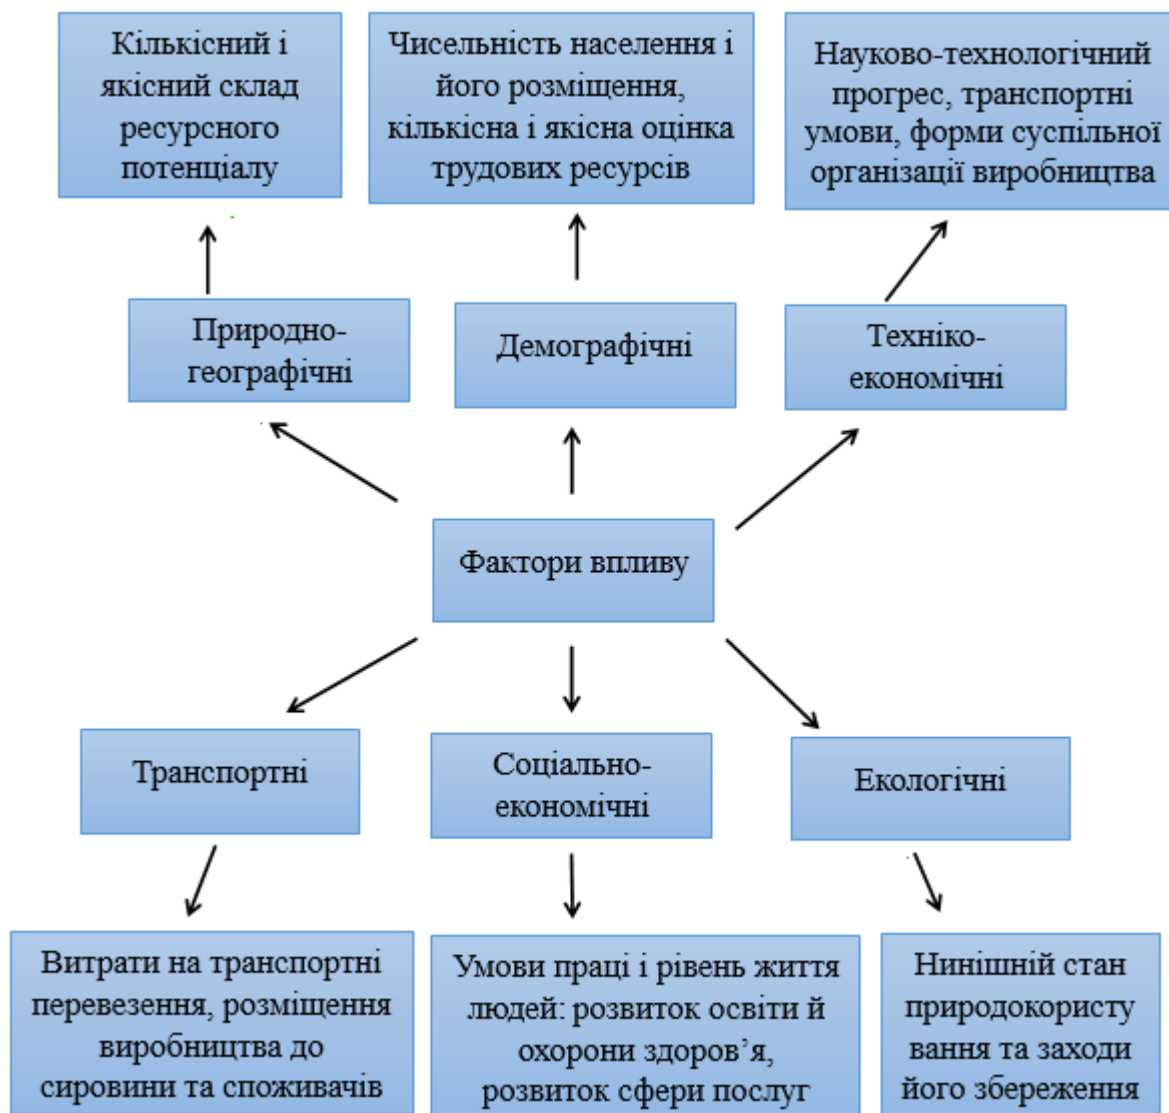 Кількісний і
якісний склад
ресурсного
потенціалу
Чисельність населення і
його розміщення,
кількісна і якісна оцінка
трудових ресурсів
Науково-технологічний
прогрес, транспортні
умови, форми суспільної
організації виробництва
Природно-
географічні
Демографічні
Техніко-
економічні
Фактори впливу
Транспортні
Соціально-
економічні
Екологічні
Витрати на транспортні
перевезення, розміщення
виробництва до
сировини та споживачів
Умови праці і рівень життя
людей: розвиток освіти й
охорони здоров’я,
розвиток сфери послуг
Нинішній стан
природокористу
вання та заходи
його збереження